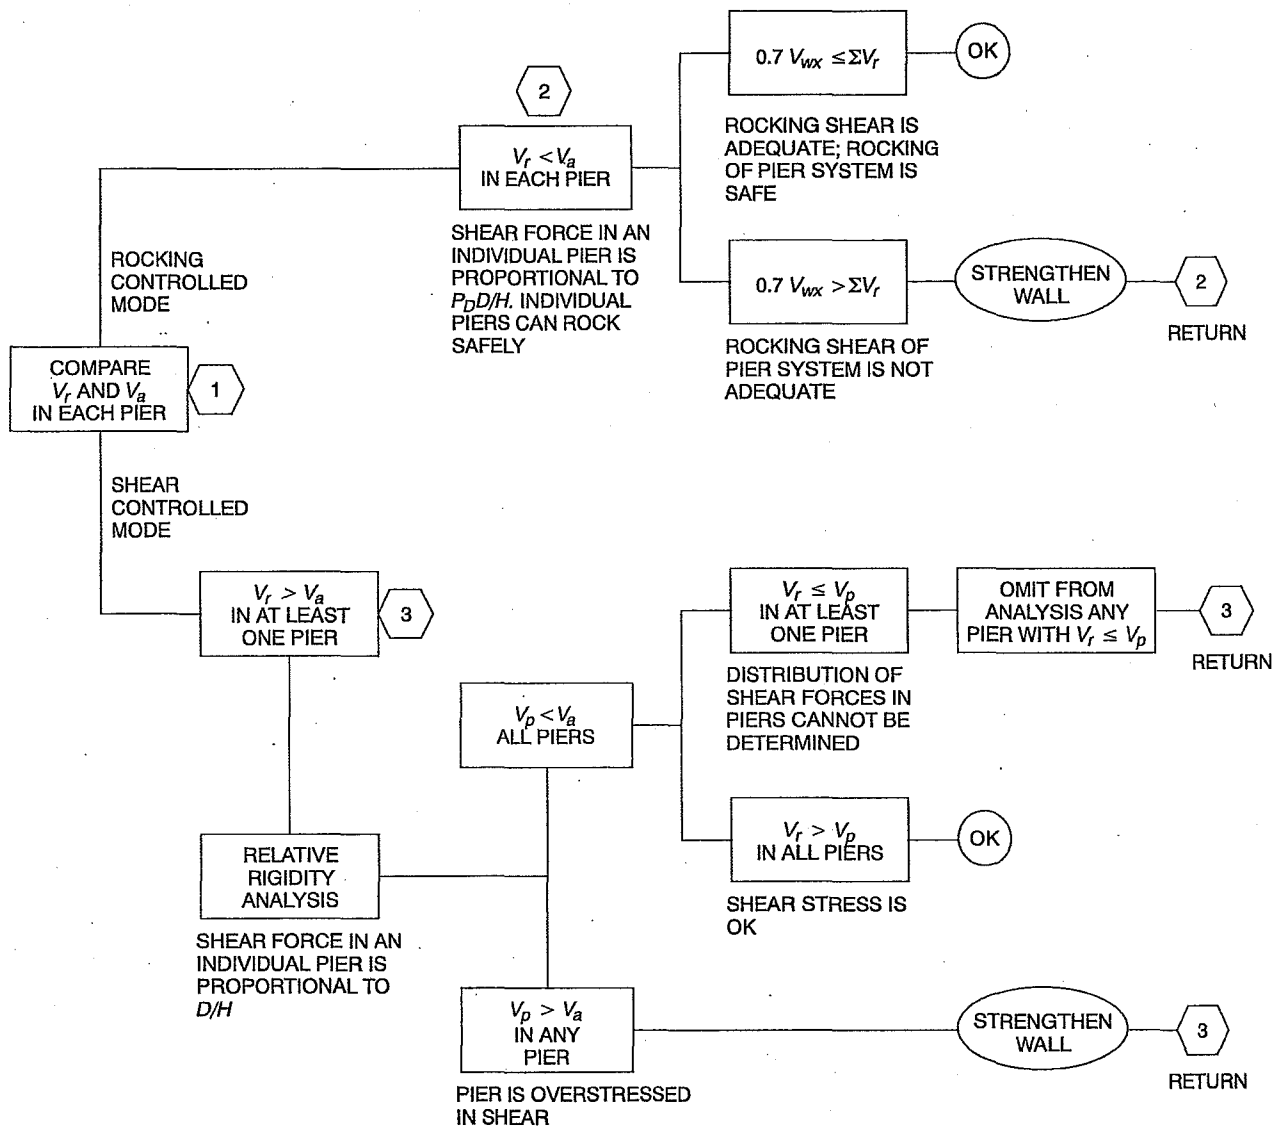 0.7 Vwx ≤ ΣVr
OK
ROCKING SHEAR IS
ADEQUATE; ROCKING
OF PIER SYSTEM IS
SAFE
2
Vr < Va
IN EACH PIER
SHEAR FORCE IN AN
INDIVIDUAL PIER IS
PROPORTIONAL TO
PDD/H. INDIVIDUAL
PIERS CAN ROCK
SAFELY
0.7 Vwx > ΣVr
STRENGTHEN
WALL
2
RETURN
ROCKING SHEAR OF
PIER SYSTEM IS NOT
ADEQUATE
ROCKING
CONTROLLED
MODE
COMPARE
Vr AND Va
IN EACH PIER
1
SHEAR
CONTROLLED
MODE
Vr > Va
IN AT LEAST
ONE PIER
3
Vr ≤ Vp
IN AT LEAST
ONE PIER
OMIT FROM
ANALYSIS ANY
PIER WITH Vr ≤ Vp
3
RETURN
DISTRIBUTION OF
SHEAR FORCES IN
PIERS CANNOT BE
DETERMINED
Vp < Va
ALL PIERS
Vr > Vp
IN ALL PIERS
OK
SHEAR STRESS IS
OK
RELATIVE
RIGIDITY
ANALYSIS
SHEAR FORCE IN AN
INDIVIDUAL PIER IS
PROPORTIONAL TO
D/H
Vp > Va
IN ANY
PIER
PIER IS OVERSTRESSED
IN SHEAR
STRENGTHEN
WALL
3
RETURN